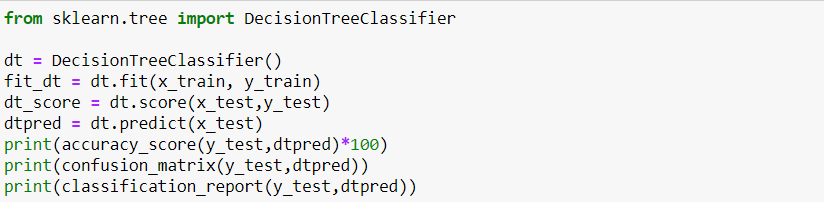 from sklearn.tree import DecisionTreeClassifier
dt = DecisionTreeClassifier()
fit_dt = dt.fit(x_train, y_train)
dt_score = dt.score(x_test,y_test)
dtpred = dt.predict(x_test)
print(accuracy_score(y_test,dtpred)*100)
print(confusion_matrix(y_test,dtpred))
print(classification_report(y_test,dtpred))